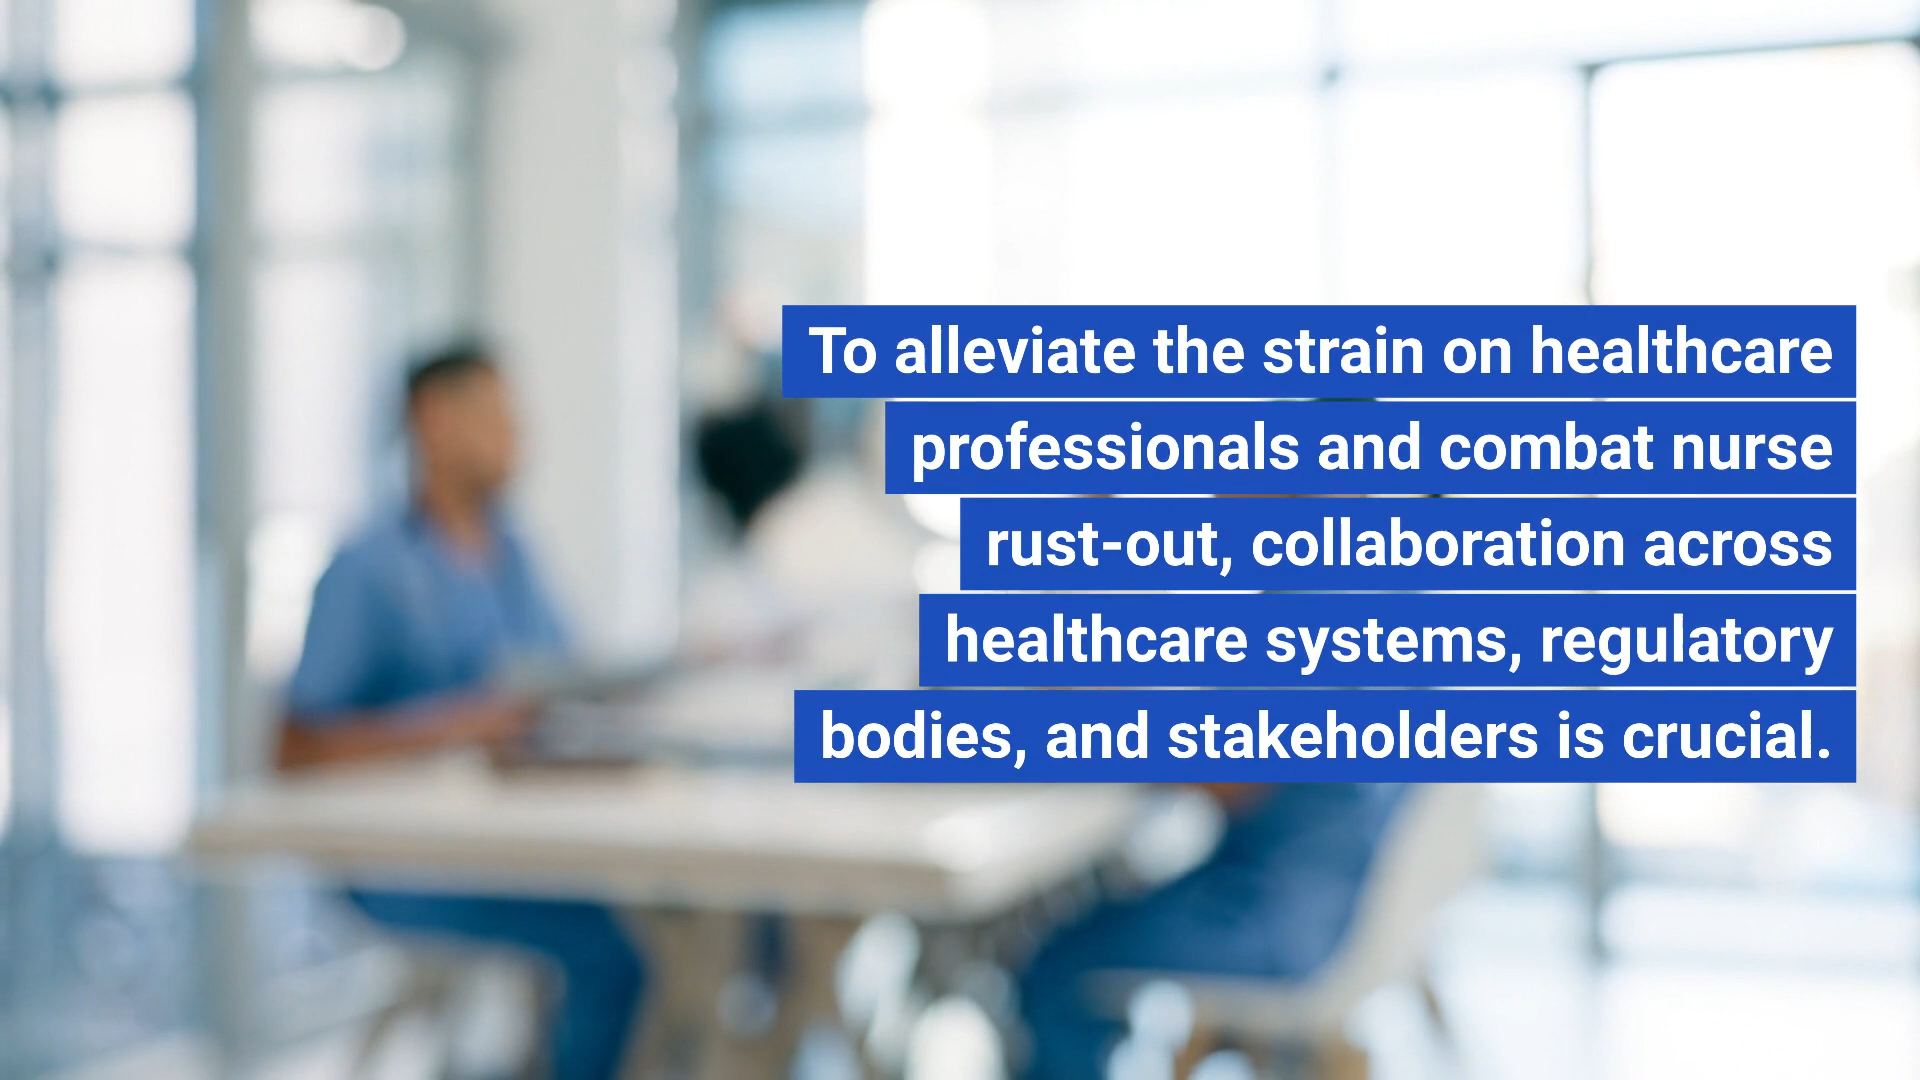 To alleviate the strain on healthcare
professionals and combat nurse
rust-out, collaboration across
healthcare systems, regulatory
bodies, and stakeholders is crucial.